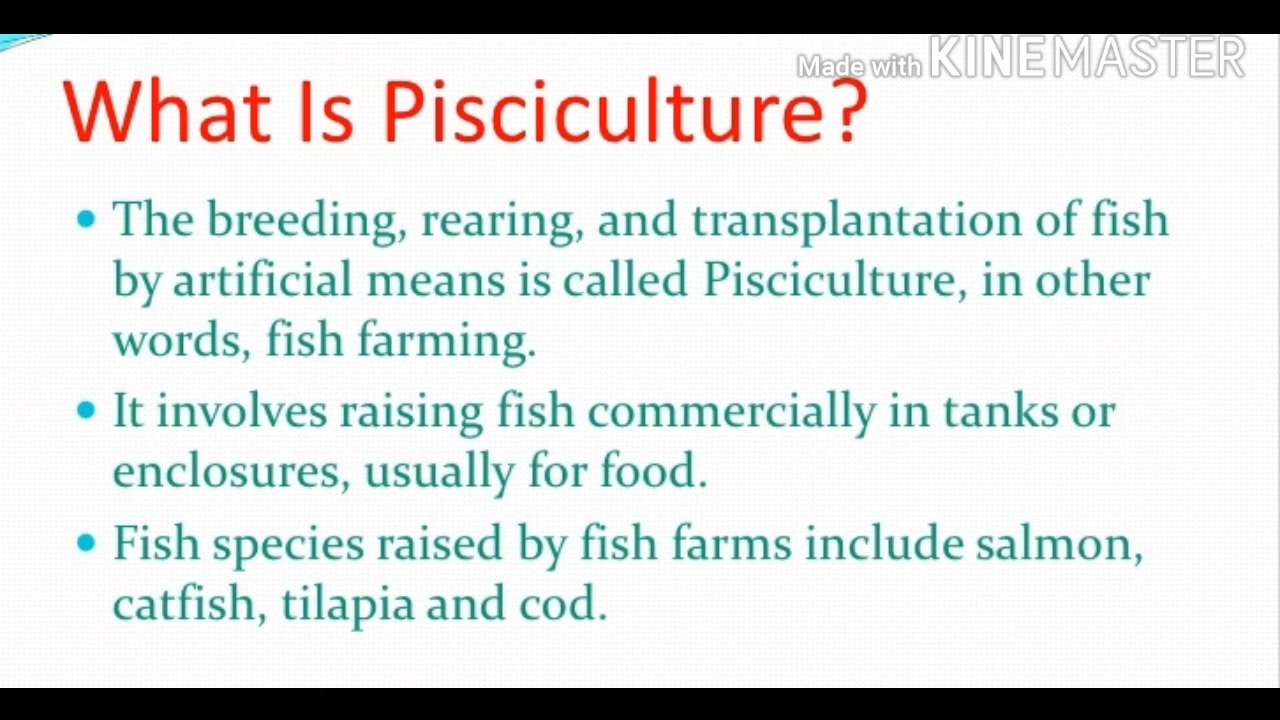 Made with KINEMASTER
What Is Pisciculture?
• The breeding, rearing, and transplantation of fish
by artificial means is called Pisciculture, in other
words, fish farming.
• It involves raising fish commercially in tanks or
enclosures, usually for food.
• Fish species raised by fish farms include salmon,
catfish, tilapia and cod.